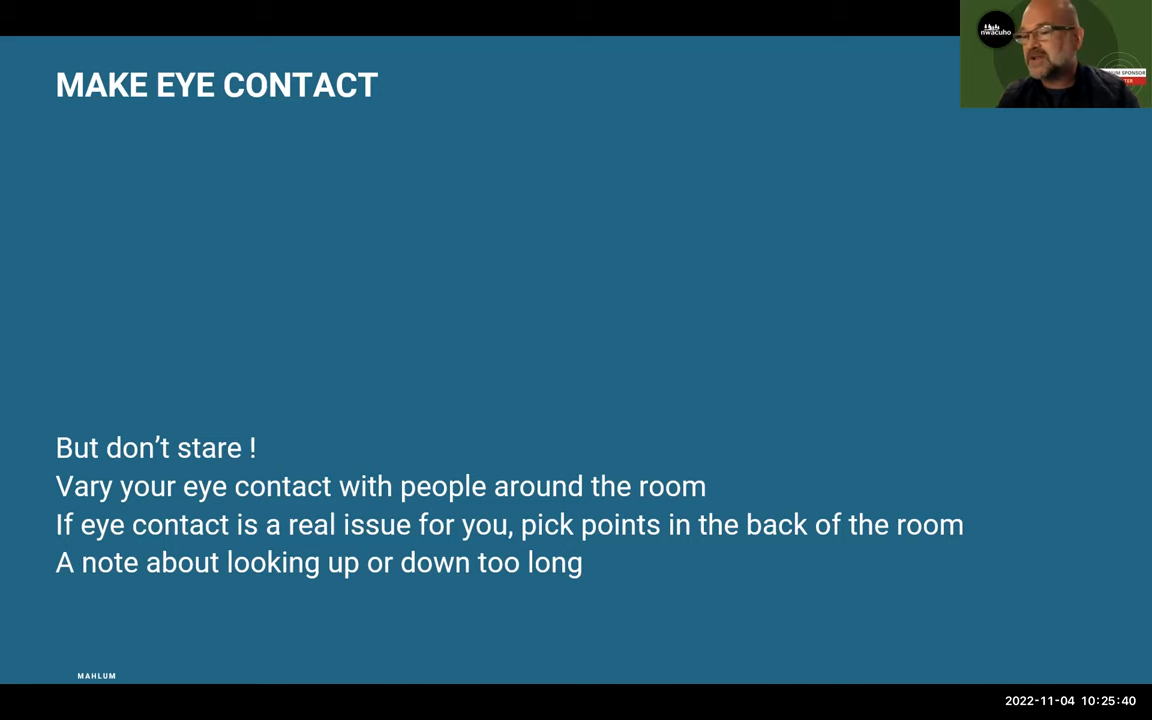 MAKE EYE CONTACT
nwacuho
UM SPONSOR
But don’t stare !
Vary your eye contact with people around the room
If eye contact is a real issue for you, pick points in the back of the room
A note about looking up or down too long
MAHLUM
2022-11-04 10:25:40